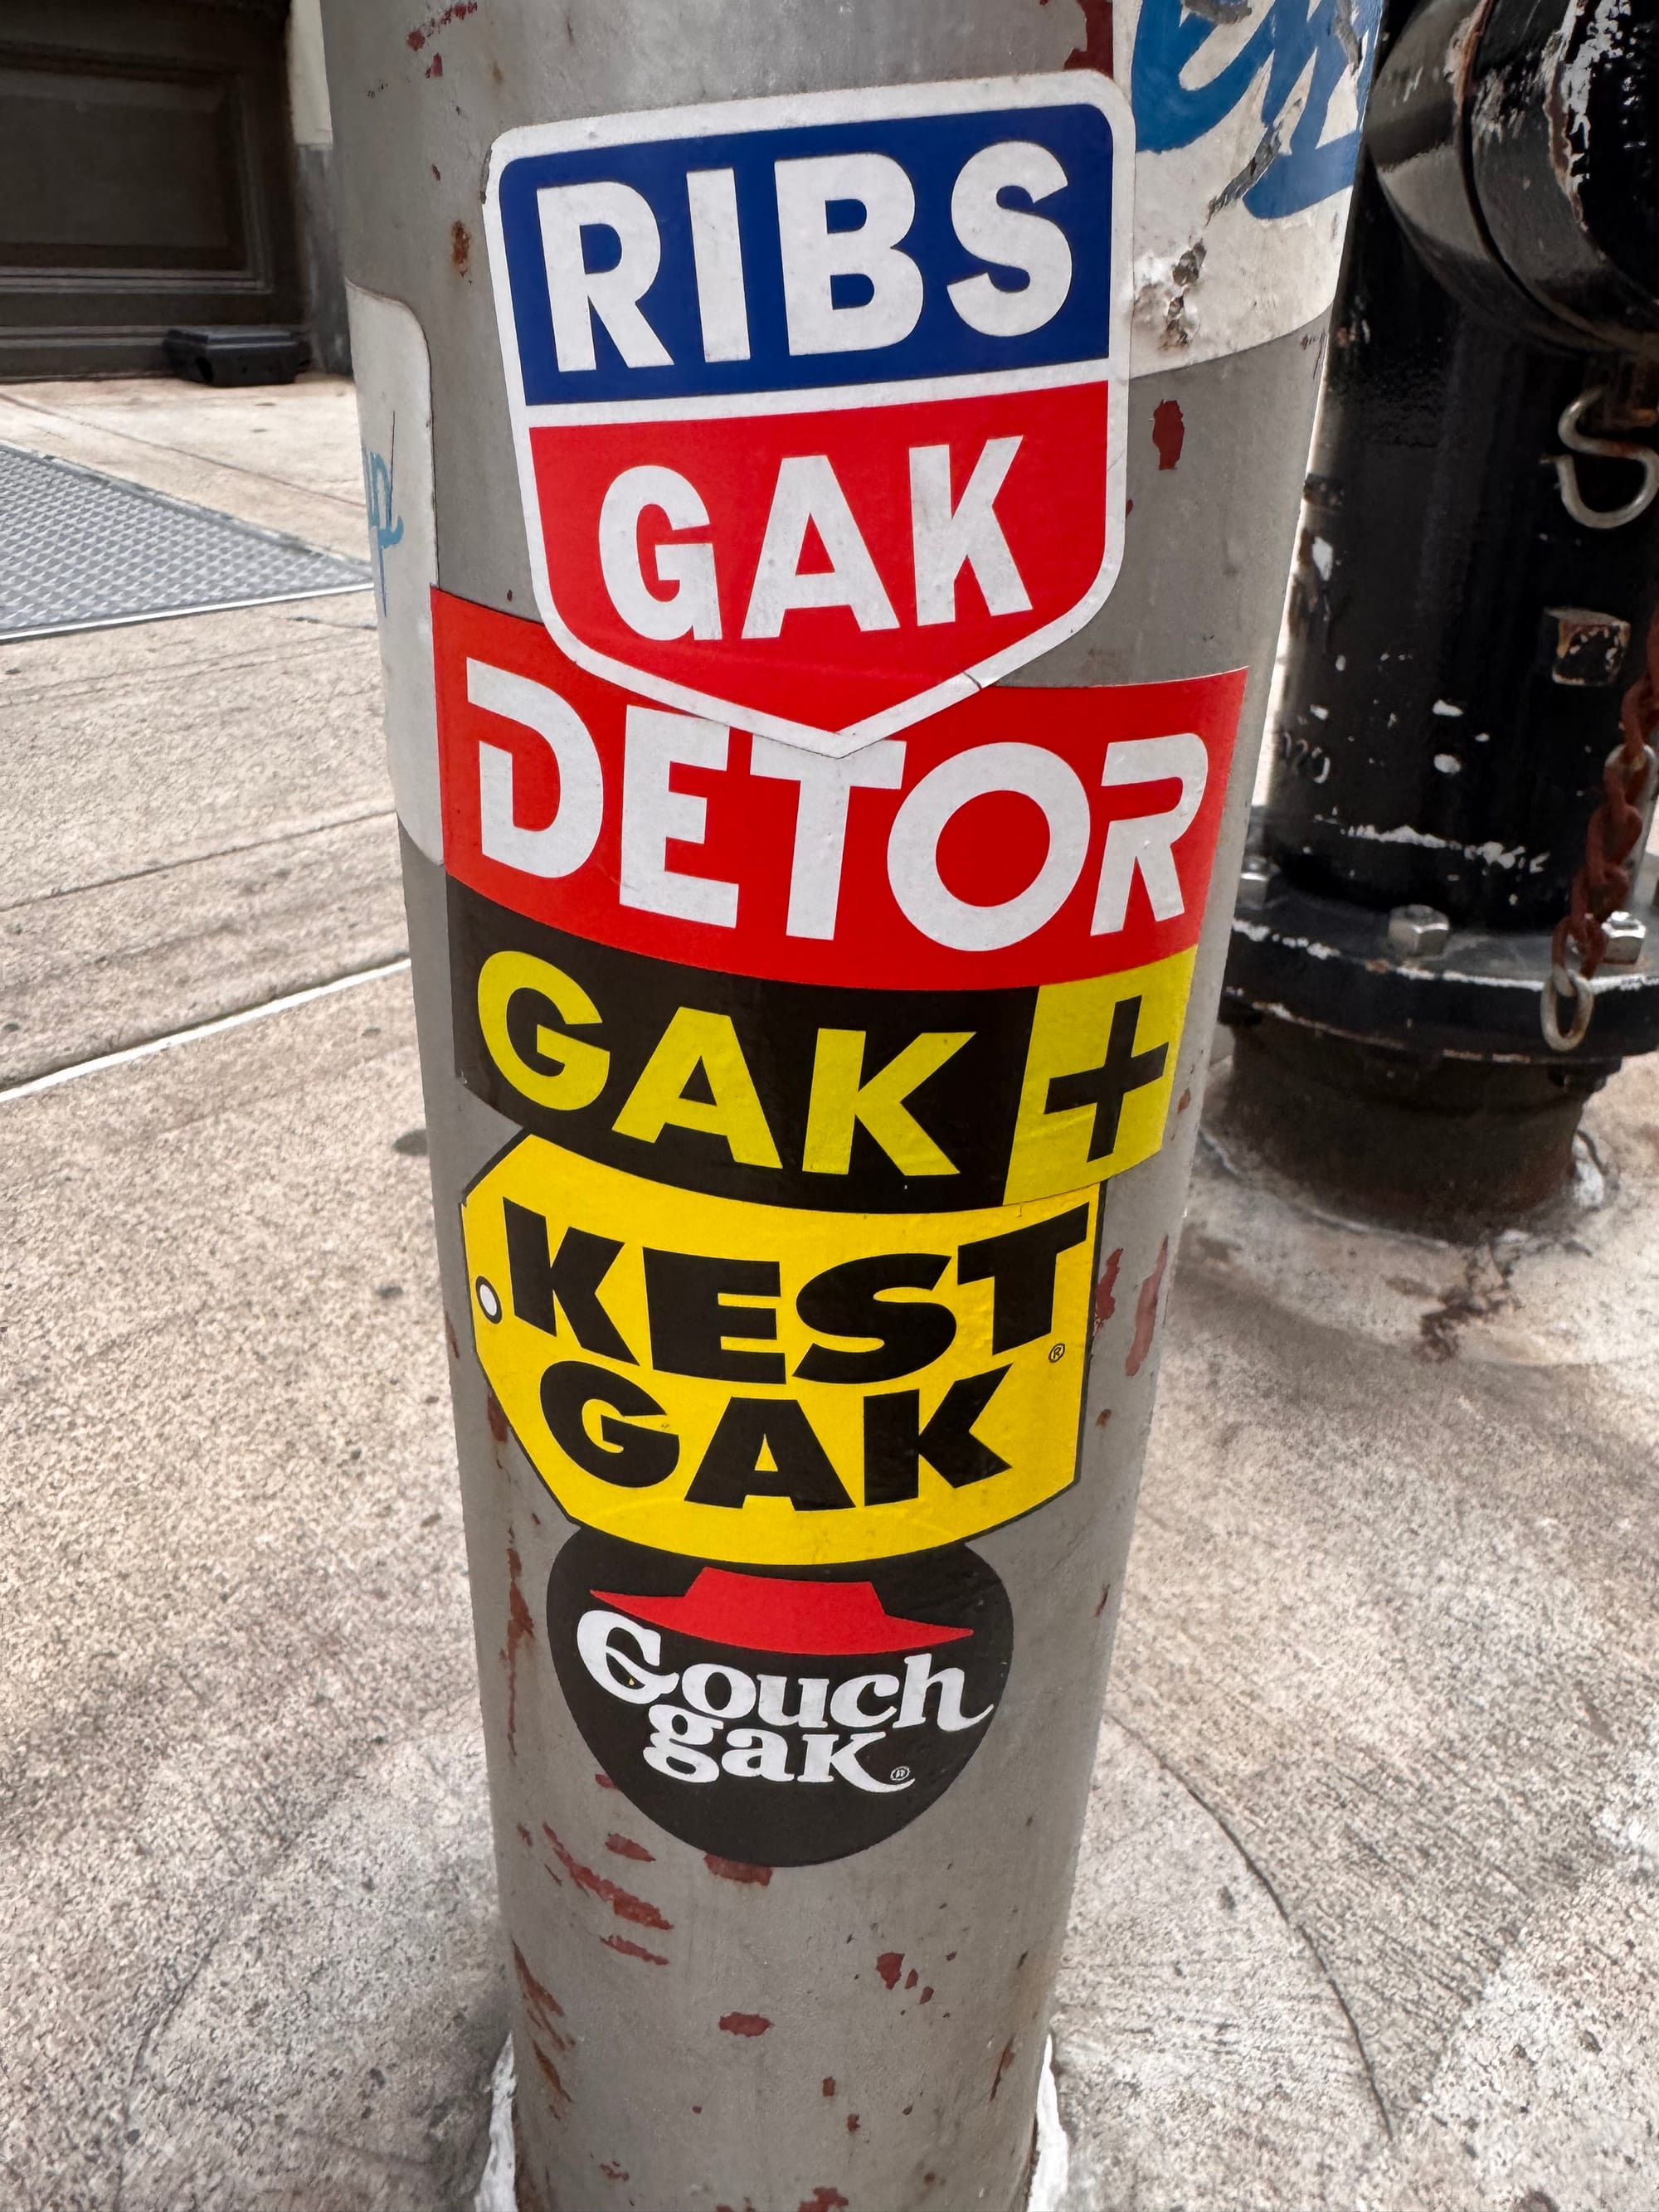 RIBS
GAK
DETOR
GAK +
KEST
GAK ®
Gouch
gak ®